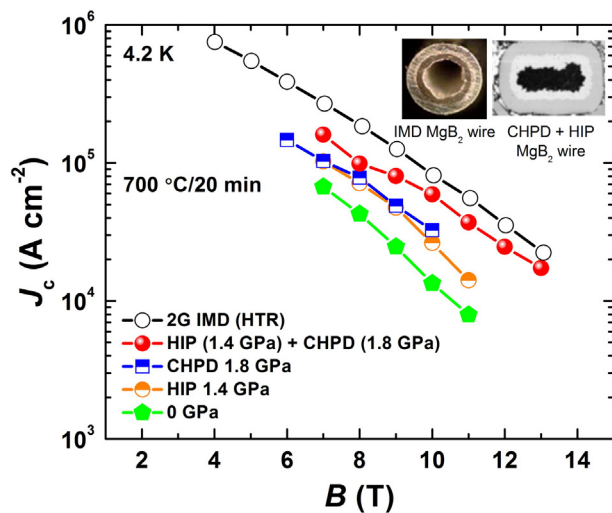 10⁶
4.2 K
IMD MgB₂ wire
CHPD + HIP
MgB₂ wire
10⁵
700 °C/20 min
Jc (A cm⁻²)
10⁴
2G IMD (HTR)
HIP (1.4 GPa) + CHPD (1.8 GPa)
CHPD 1.8 GPa
HIP 1.4 GPa
0 GPa
10³
2 4 6 8 10 12 14
B (T)